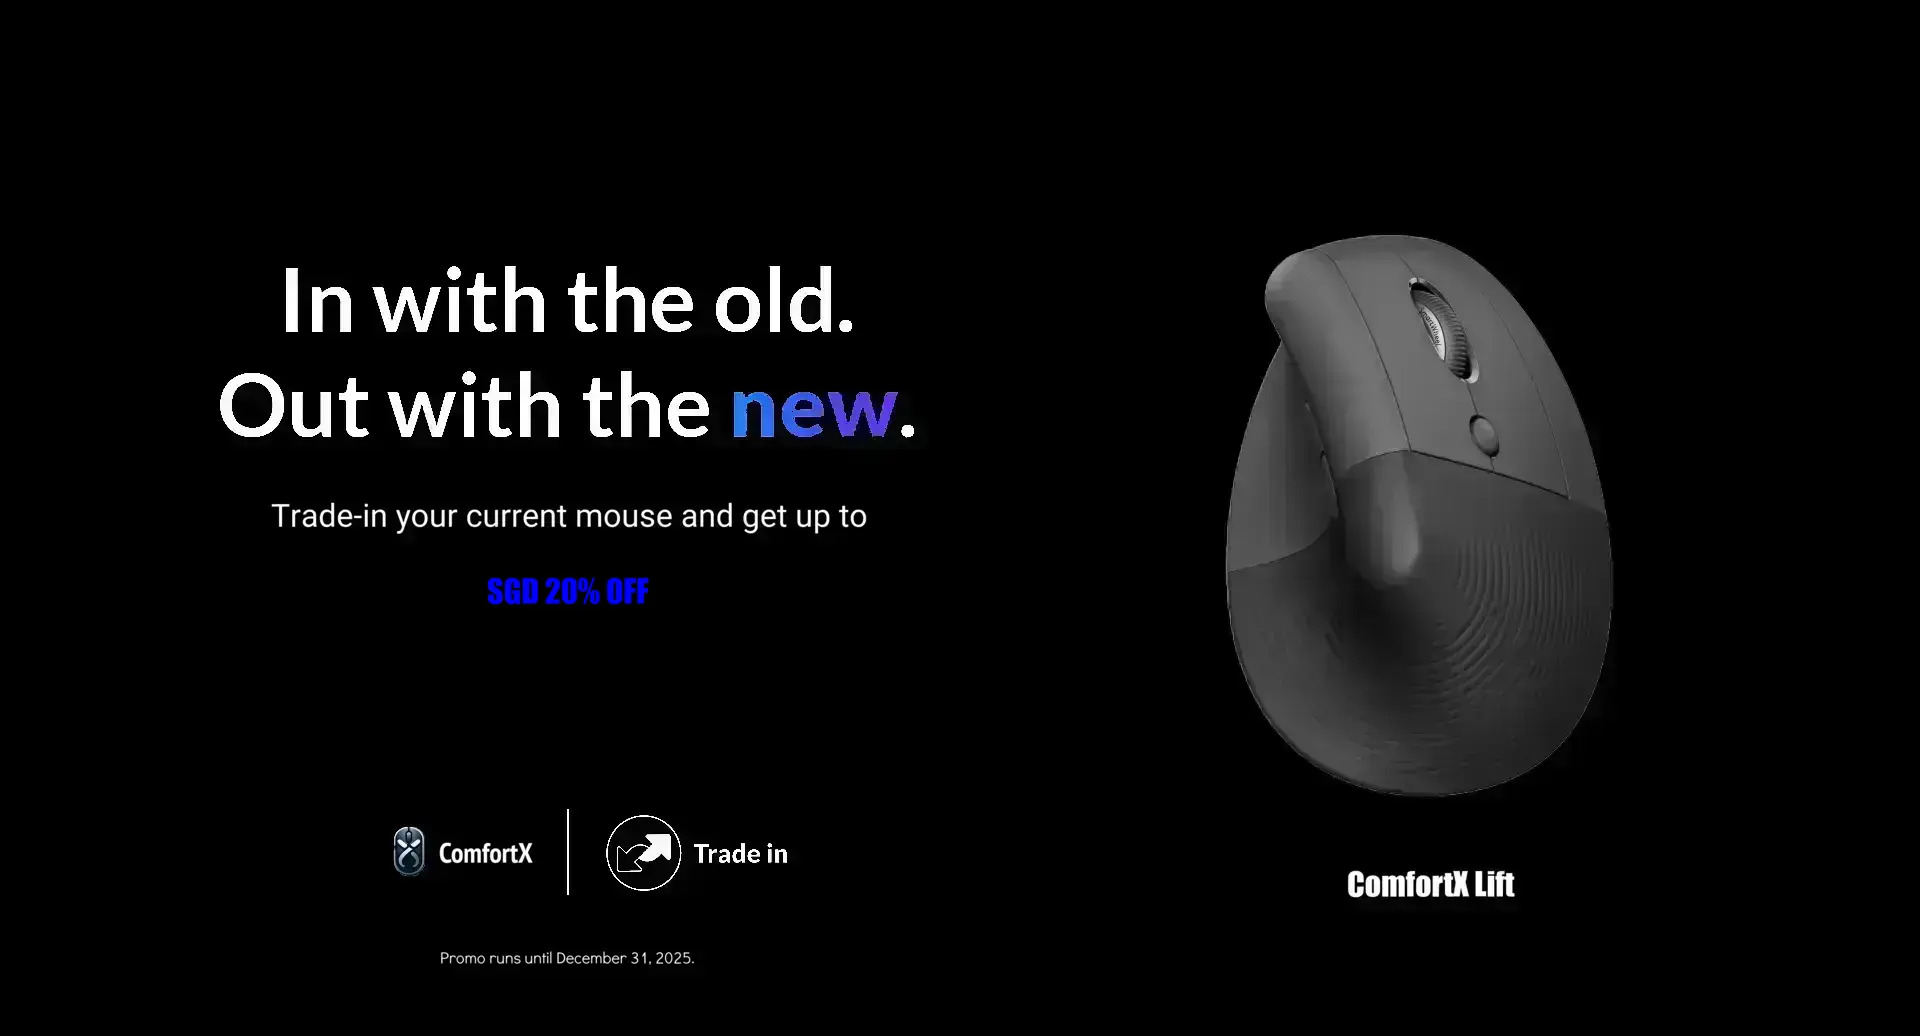 In with the old.
Out with the new.
Trade-in your current mouse and get up to
SGD 20% OFF
ComfortX
Trade in
ComfortX Lift
Promo runs until December 31, 2025.